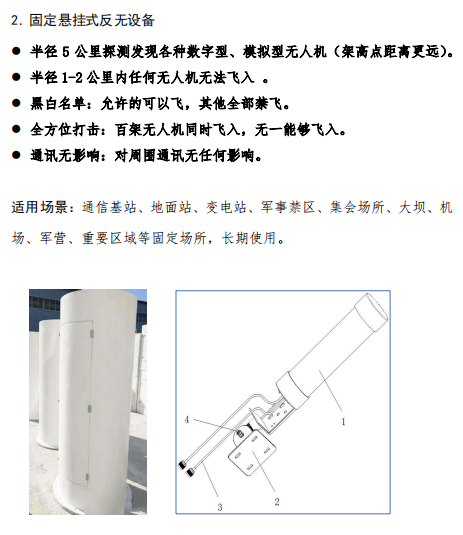 2. 固定悬挂式反无设备
● 半径 5 公里探测发现各种数字型、模拟型无人机（架高点距离更远）。
● 半径 1-2 公里内任何无人机无法飞入 。
● 黑白名单：允许的可以飞，其他全部禁飞。
● 全方位打击：百架无人机同时飞入，无一能够飞入。
● 通讯无影响：对周围通讯无任何影响。
适用场景：通信基站、地面站、变电站、军事禁区、集会场所、大坝、机
场、军营、重要区域等固定场所，长期使用。
1
4
2
3